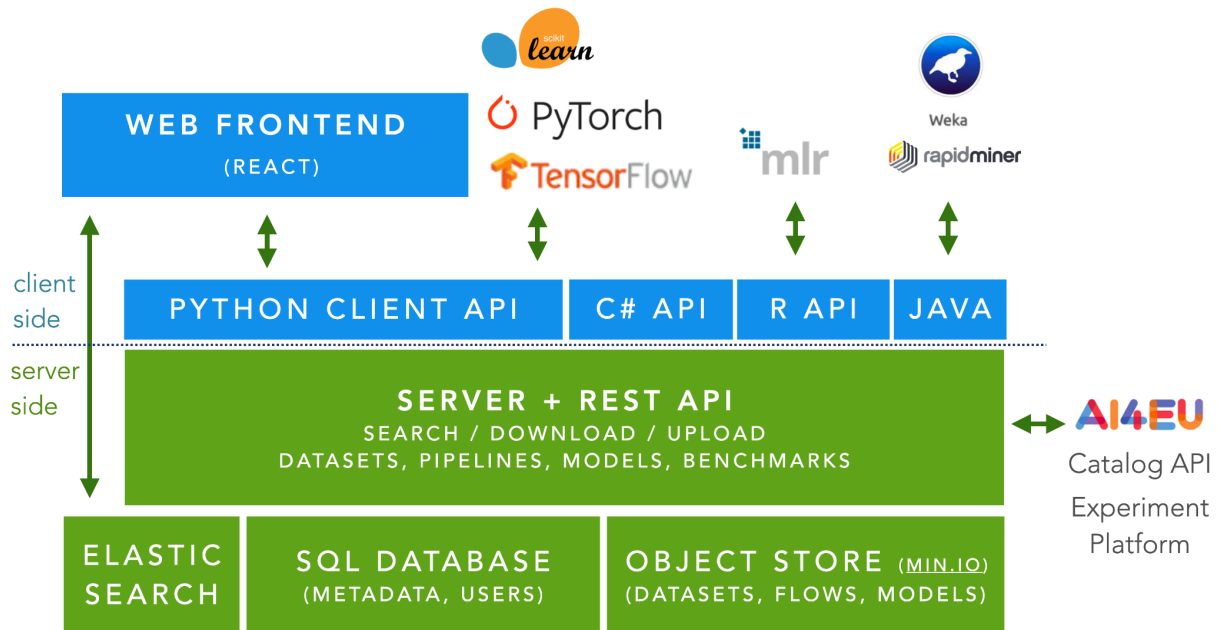 scikit
learn
PyTorch
TensorFlow
mlr
Weka
rapidminer
WEB FRONTEND
(REACT)
client
side
PYTHON CLIENT API
C# API
R API
JAVA
server
side
SERVER + REST API
SEARCH / DOWNLOAD / UPLOAD
DATASETS, PIPELINES, MODELS, BENCHMARKS
AI4EU
Catalog API
Experiment
Platform
ELASTIC
SEARCH
SQL DATABASE
(METADATA, USERS)
OBJECT STORE (MIN.IO)
(DATASETS, FLOWS, MODELS)